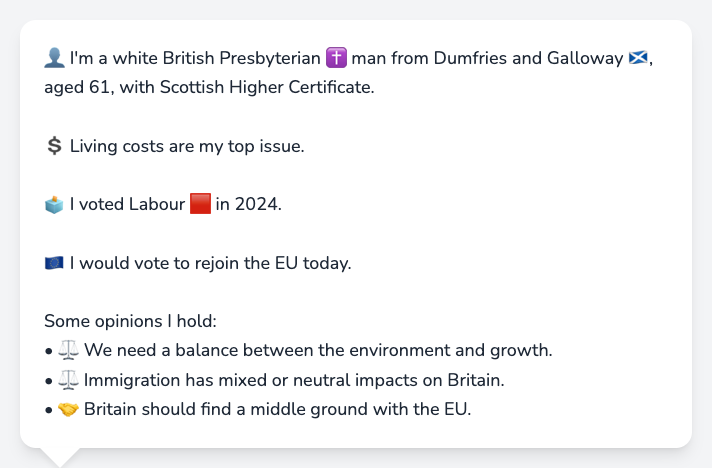 👤 I'm a white British Presbyterian ✝️ man from Dumfries and Galloway 🏴󠁧󠁢󠁳󠁣󠁴󠁿,
aged 61, with Scottish Higher Certificate.
💲 Living costs are my top issue.
🗳️ I voted Labour 🟥 in 2024.
🇪🇺 I would vote to rejoin the EU today.
Some opinions I hold:
• ⚖️ We need a balance between the environment and growth.
• ⚖️ Immigration has mixed or neutral impacts on Britain.
• 🤝 Britain should find a middle ground with the EU.